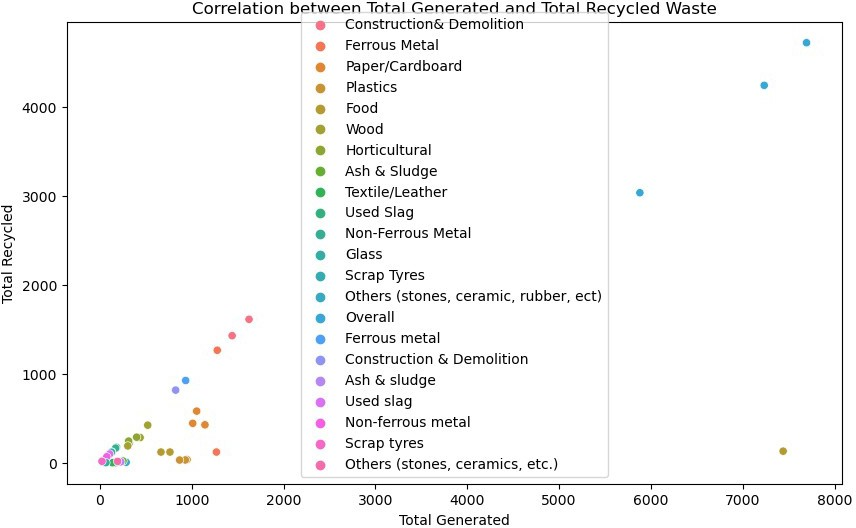 Correlation between Total Generated and Total Recycled Waste
Construction& Demolition
Ferrous Metal
Paper/Cardboard
Plastics
Food
Wood
Horticultural
Ash & Sludge
Textile/Leather
Used Slag
Non-Ferrous Metal
Glass
Scrap Tyres
Others (stones, ceramic, rubber, ect)
Overall
Ferrous metal
Construction & Demolition
Ash & sludge
Used slag
Non-ferrous metal
Scrap tyres
Others (stones, ceramics, etc.)
Total Recycled
4000
3000
2000
1000
0
0 1000 2000 3000 4000 5000 6000 7000 8000
Total Generated